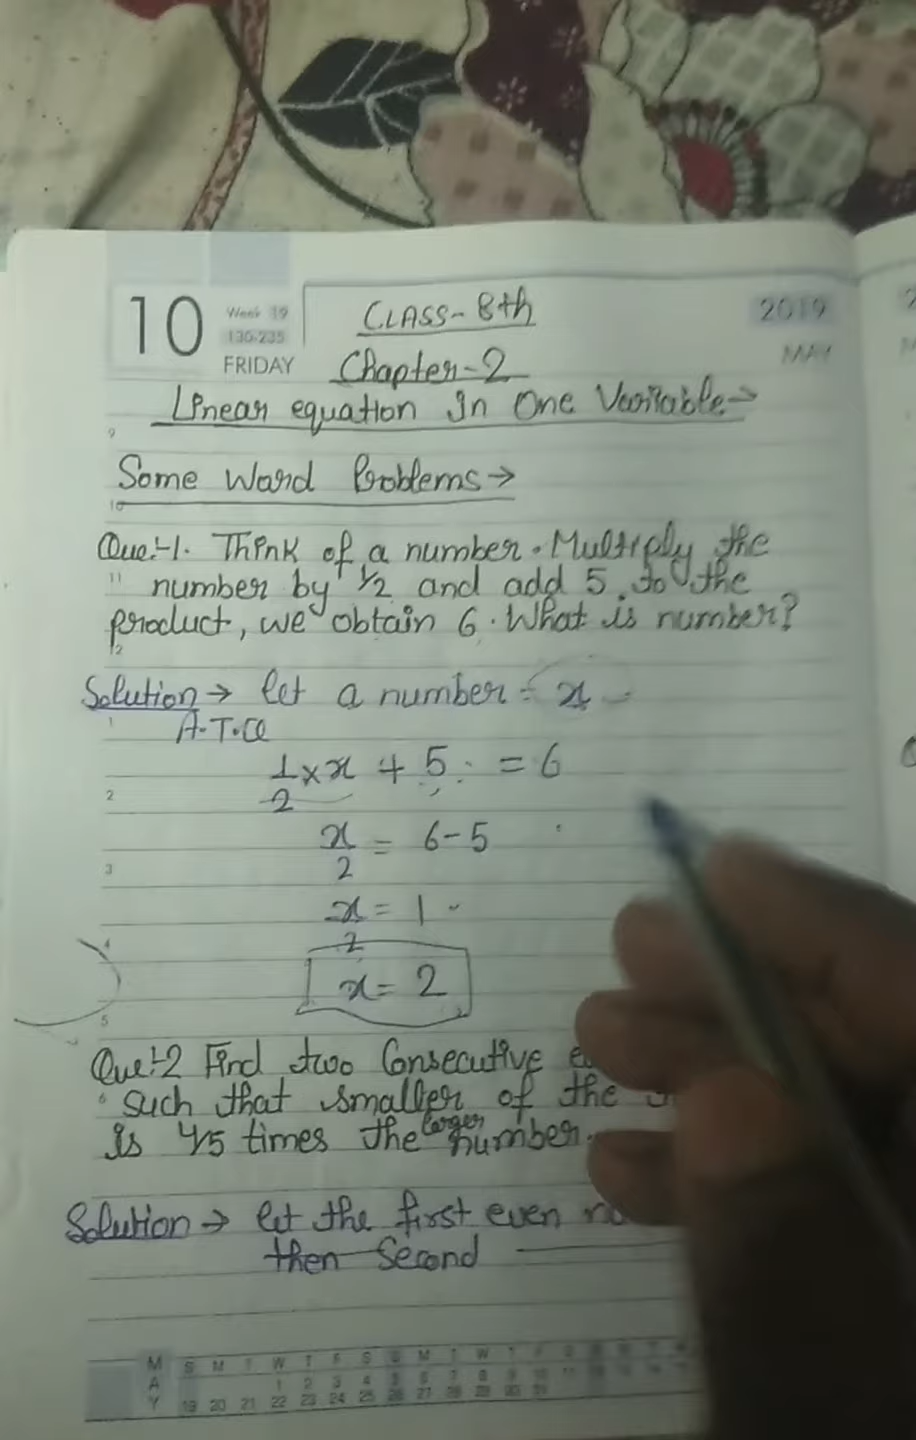 10
Week 19
130-235
FRIDAY
CLASS-8th
2019
MAY
Chapter-2
Linear equation In One Variable→
Some Word Problems→
Que:-1. Think of a number. Multiply the
number by 1/2 and add 5 to the
product, we obtain 6. What is number?
Solution → let a number = x
A.T.Q
1/2 × x + 5 = 6
x/2 = 6-5
x/2 = 1
x = 2
Que:-2 Find two Consecutive
such that smaller of the
is 4/5 times the larger number.
Solution → let the first even
then Second